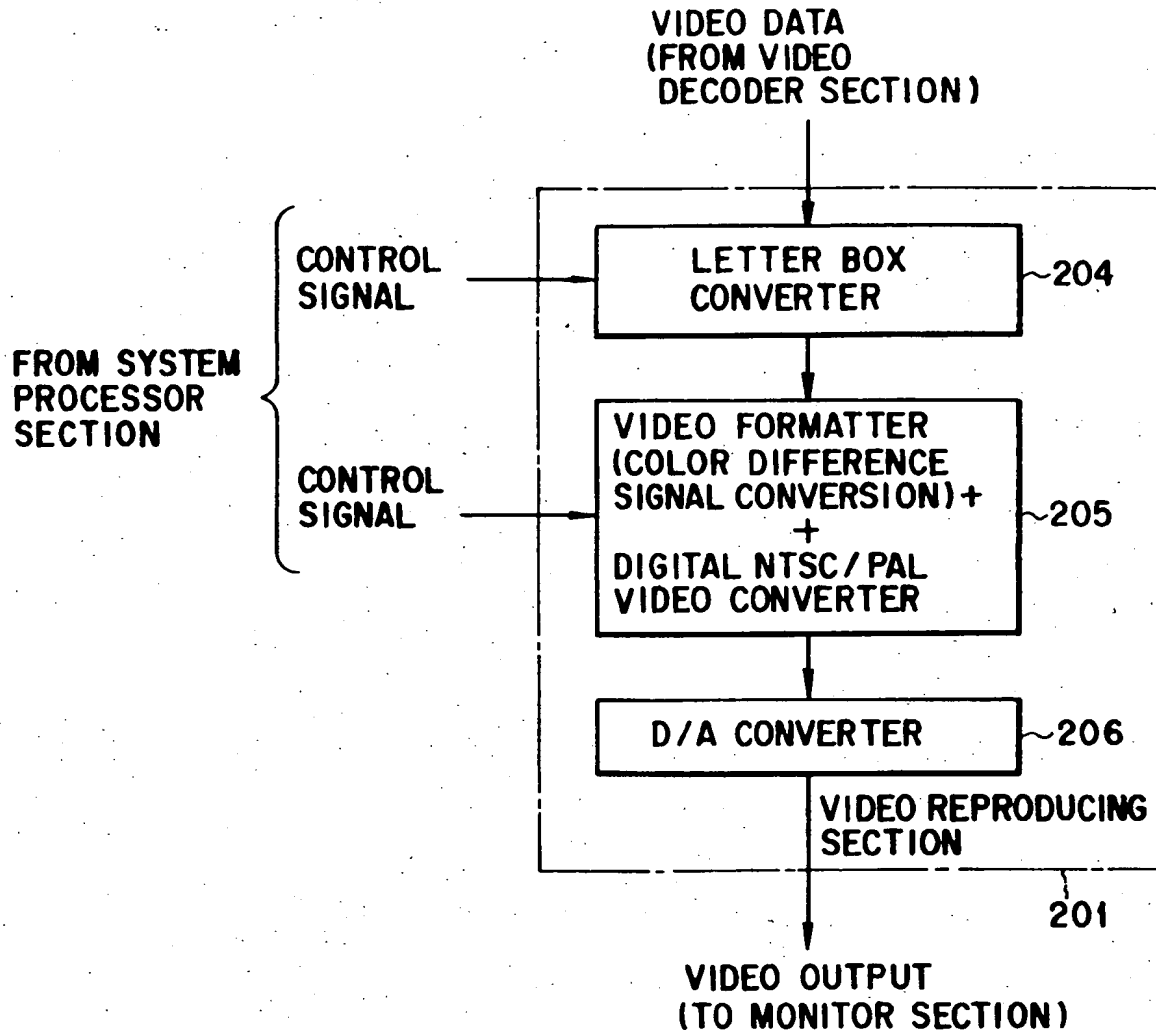 VIDEO DATA
(FROM VIDEO
DECODER SECTION)
CONTROL
SIGNAL
LETTER BOX
CONVERTER
204
FROM SYSTEM
PROCESSOR
SECTION
CONTROL
SIGNAL
VIDEO FORMATTER
(COLOR DIFFERENCE
SIGNAL CONVERSION)+
+
DIGITAL NTSC/PAL
VIDEO CONVERTER
205
D/A CONVERTER
206
VIDEO REPRODUCING
SECTION
201
VIDEO OUTPUT
(TO MONITOR SECTION)